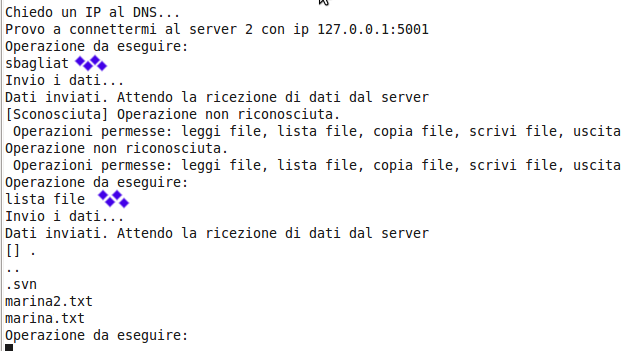 Chiedo un IP al DNS...
Provo a connettermi al server 2 con ip 127.0.0.1:5001
Operazione da eseguire:
sbagliat
Invio i dati...
Dati inviati. Attendo la ricezione di dati dal server
[Sconosciuta] Operazione non riconosciuta.
Operazioni permesse: leggi file, lista file, copia file, scrivi file, uscita
Operazione non riconosciuta.
Operazioni permesse: leggi file, lista file, copia file, scrivi file, uscita
Operazione da eseguire:
lista file
Invio i dati...
Dati inviati. Attendo la ricezione di dati dal server
[] .
..
.svn
marina2.txt
marina.txt
Operazione da eseguire: